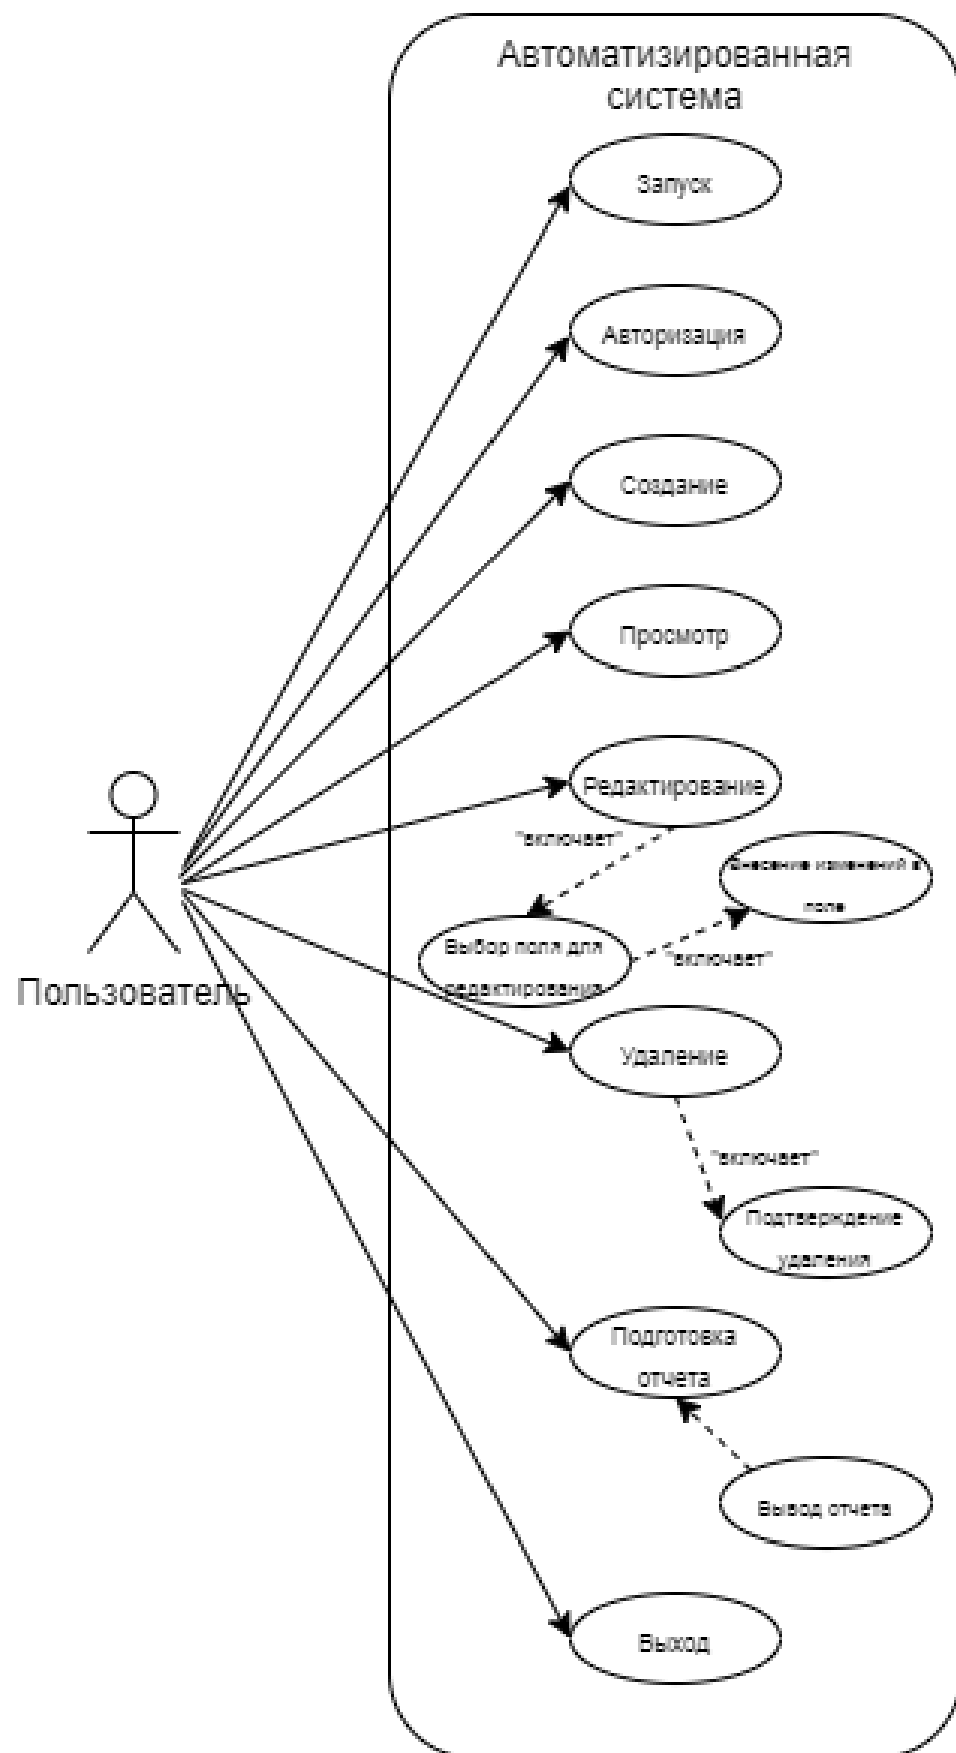 Автоматизированная
система
Запуск
Авторизация
Создание
Просмотр
Редактирование
"включает"
Внесение изменений в
поле
Выбор поля для
редактирования
"включает"
Пользователь
Удаление
"включает"
Подтверждение
удаления
Подготовка
отчета
Вывод отчета
Выход